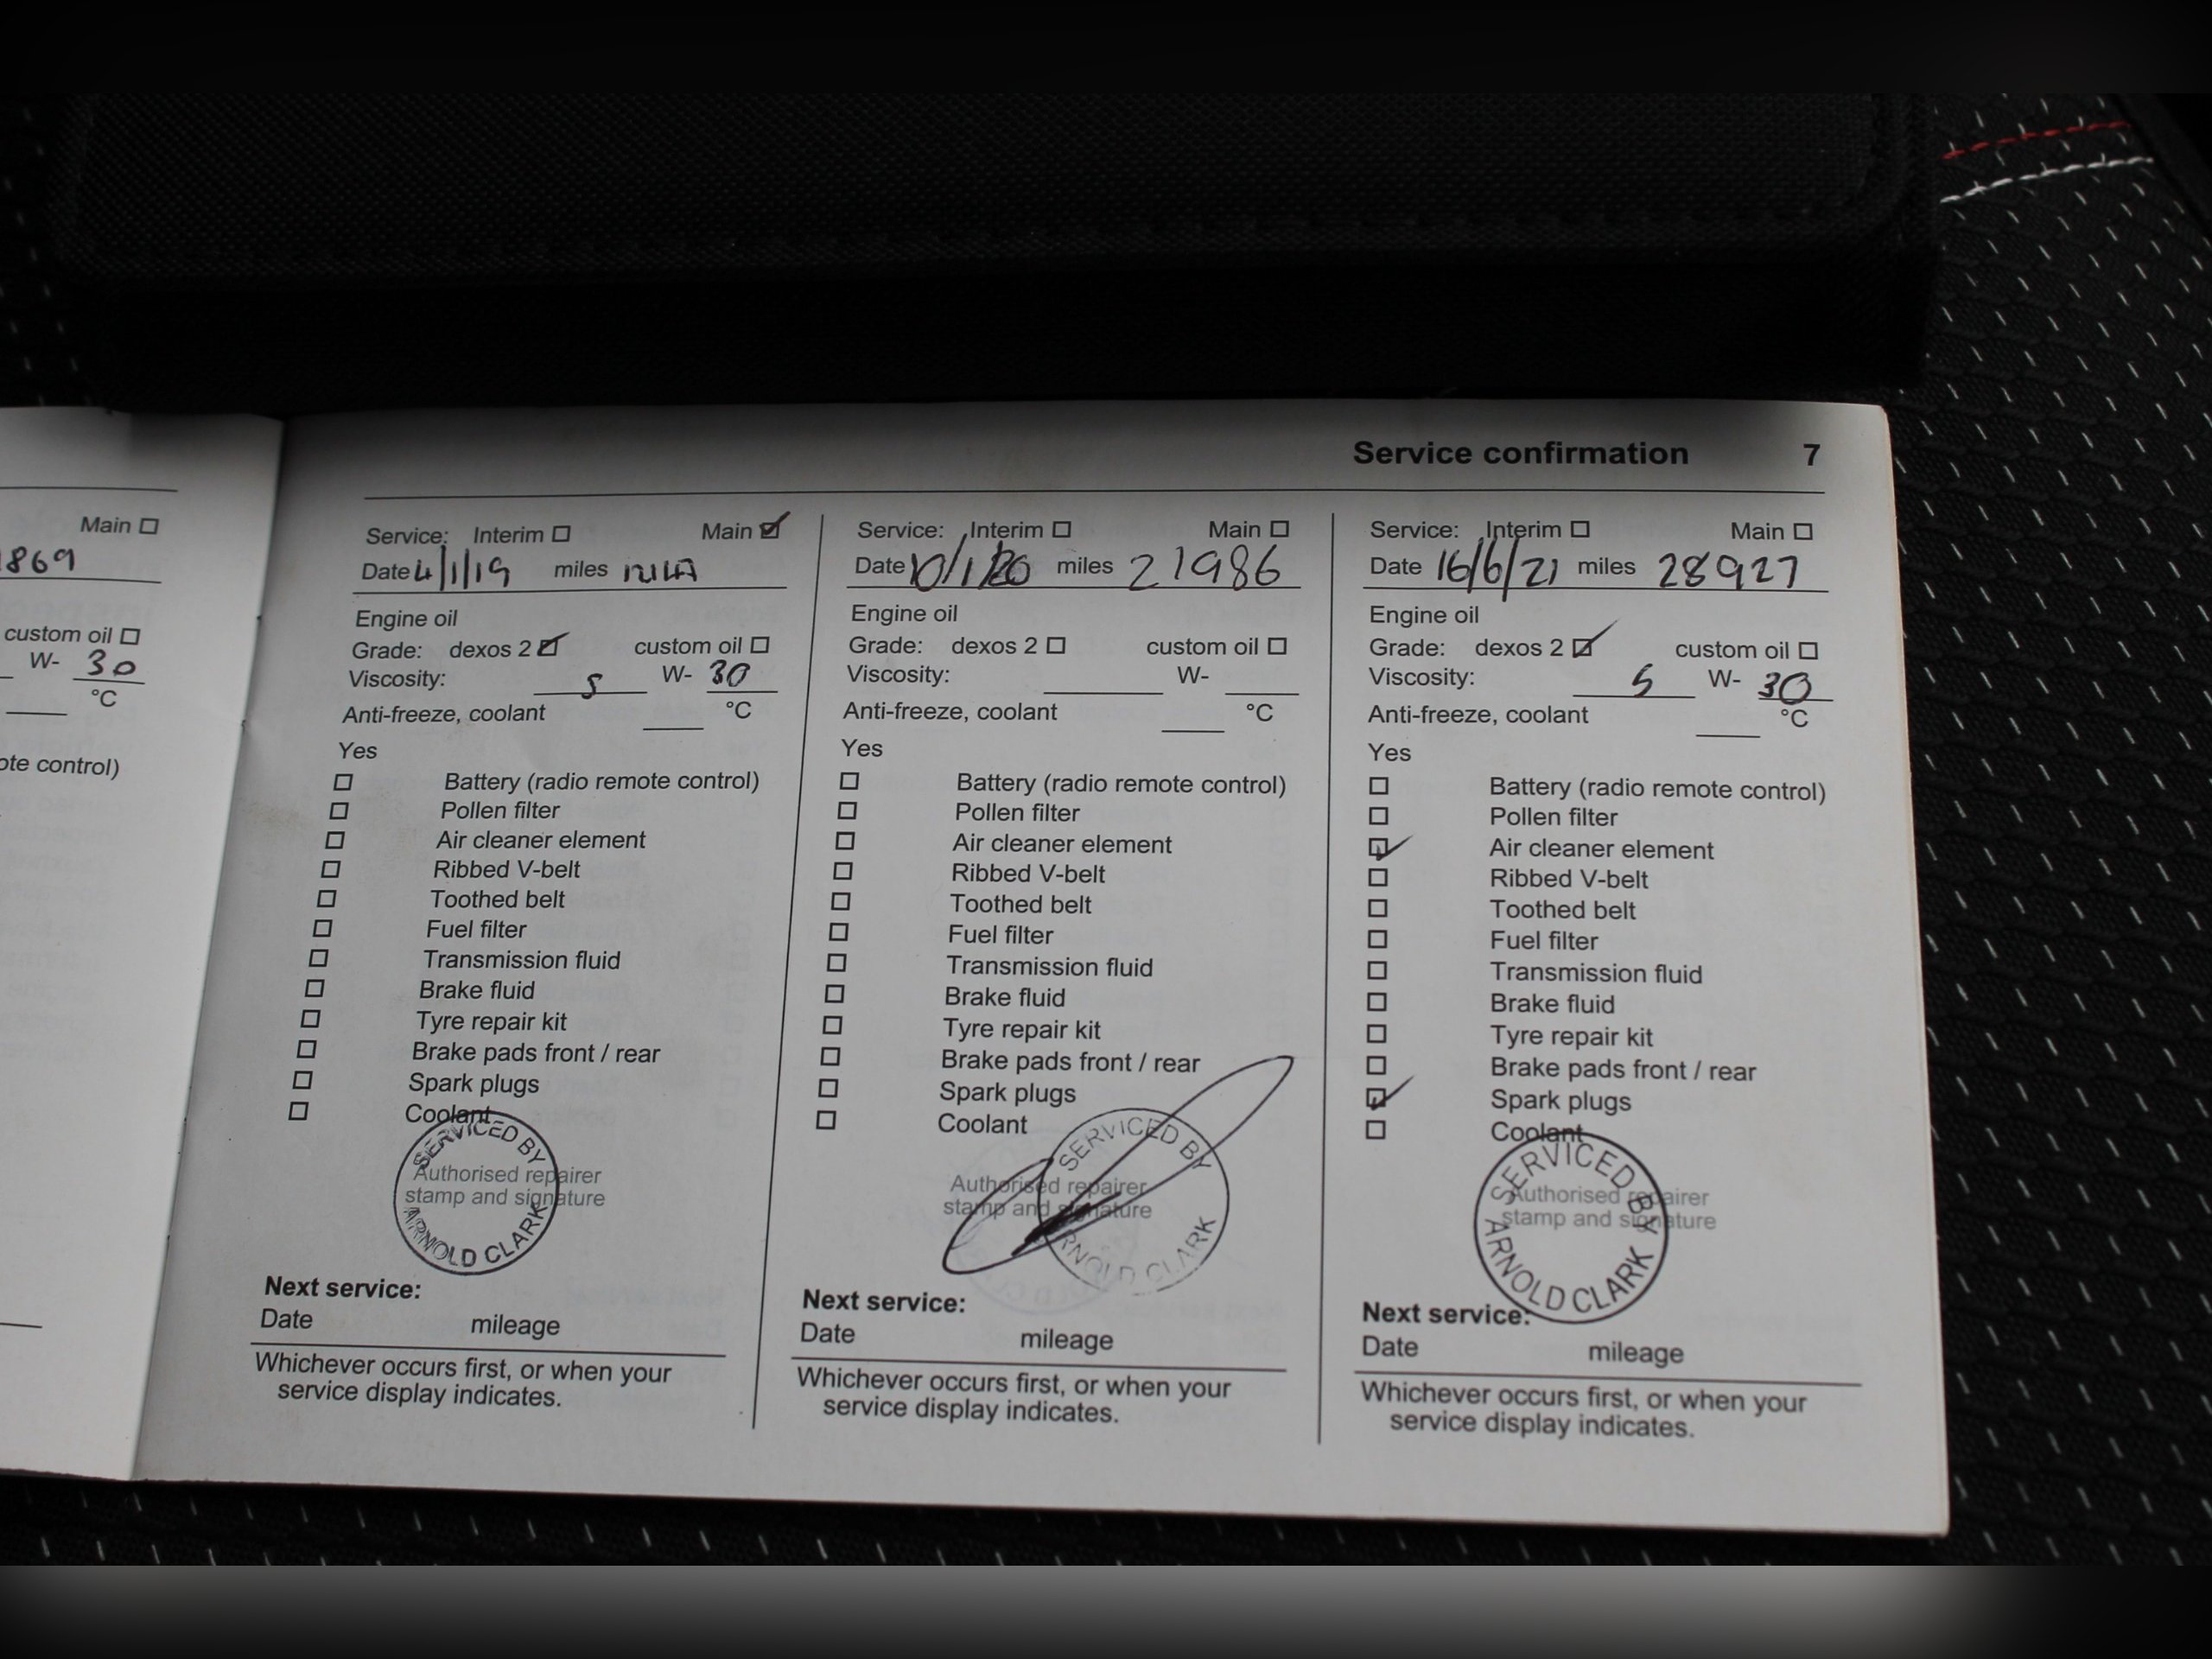 Main
869
custom oil
W- 30
°C
ote control)
Service confirmation 7
Service: Interim Main
Date 4/1/19 miles
Engine oil
Grade: dexos 2 custom oil
Viscosity: 5 W- 30
Anti-freeze, coolant °C
Yes
Battery (radio remote control)
Pollen filter
Air cleaner element
Ribbed V-belt
Toothed belt
Fuel filter
Transmission fluid
Brake fluid
Tyre repair kit
Brake pads front / rear
Spark plugs
Coolant
SERVICED BY
Authorised repairer
stamp and signature
ARNOLD CLARK
Next service:
Date mileage
Whichever occurs first, or when your
service display indicates.
Service: Interim Main
Date 10/1/20 miles 21986
Engine oil
Grade: dexos 2 custom oil
Viscosity: W-
Anti-freeze, coolant °C
Yes
Battery (radio remote control)
Pollen filter
Air cleaner element
Ribbed V-belt
Toothed belt
Fuel filter
Transmission fluid
Brake fluid
Tyre repair kit
Brake pads front / rear
Spark plugs
Coolant
SERVICED BY
Authorised repairer
stamp and signature
ARNOLD CLARK
Next service:
Date mileage
Whichever occurs first, or when your
service display indicates.
Service: Interim Main
Date 16/6/21 miles 28927
Engine oil
Grade: dexos 2 custom oil
Viscosity: 5 W- 30
Anti-freeze, coolant °C
Yes
Battery (radio remote control)
Pollen filter
Air cleaner element
Ribbed V-belt
Toothed belt
Fuel filter
Transmission fluid
Brake fluid
Tyre repair kit
Brake pads front / rear
Spark plugs
Coolant
SERVICED BY
Authorised repairer
stamp and signature
ARNOLD CLARK
Next service:
Date mileage
Whichever occurs first, or when your
service display indicates.